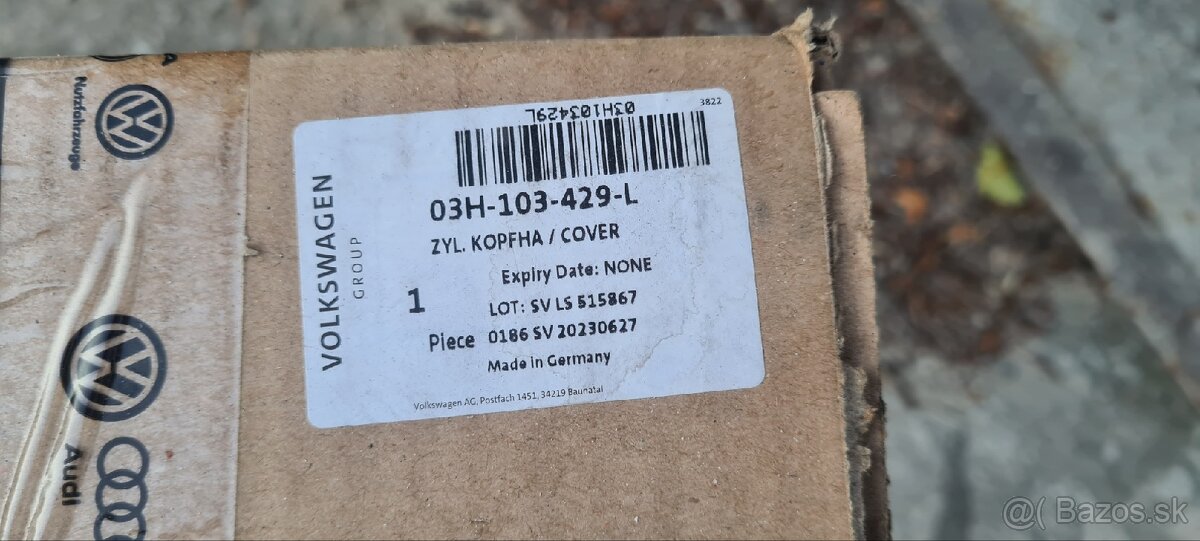 Nutzfahrzeuge
Audi
VOLKSWAGEN
GROUP
03H103429L
3822
03H-103-429-L
ZYL. KOPFHA / COVER
Expiry Date: NONE
1
LOT: SV LS 515867
Piece
0186 SV 20230627
Made in Germany
Volkswagen AG, Postfach 1451, 34219 Baunatal
@( Bazos.sk